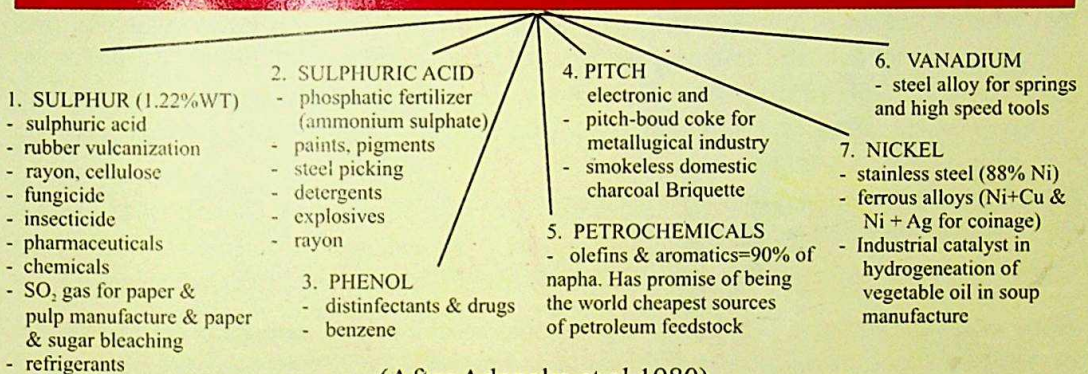 1. SULPHUR (1.22%WT)
- sulphuric acid
- rubber vulcanization
- rayon, cellulose
- fungicide
- insecticide
- pharmaceuticals
- chemicals
- SO₂ gas for paper &
pulp manufacture & paper
& sugar bleaching
- refrigerants
2. SULPHURIC ACID
- phosphatic fertilizer
(ammonium sulphate)
- paints, pigments
- steel picking
- detergents
- explosives
- rayon
3. PHENOL
- distinfectants & drugs
- benzene
4. PITCH
electronic and
- pitch-boud coke for
metallugical industry
- smokeless domestic
charcoal Briquette
5. PETROCHEMICALS
- olefins & aromatics=90% of
napha. Has promise of being
the world cheapest sources
of petroleum feedstock
6. VANADIUM
- steel alloy for springs
and high speed tools
7. NICKEL
- stainless steel (88% Ni)
- ferrous alloys (Ni+Cu &
Ni + Ag for coinage)
- Industrial catalyst in
hydrogeneation of
vegetable oil in soup
manufacture